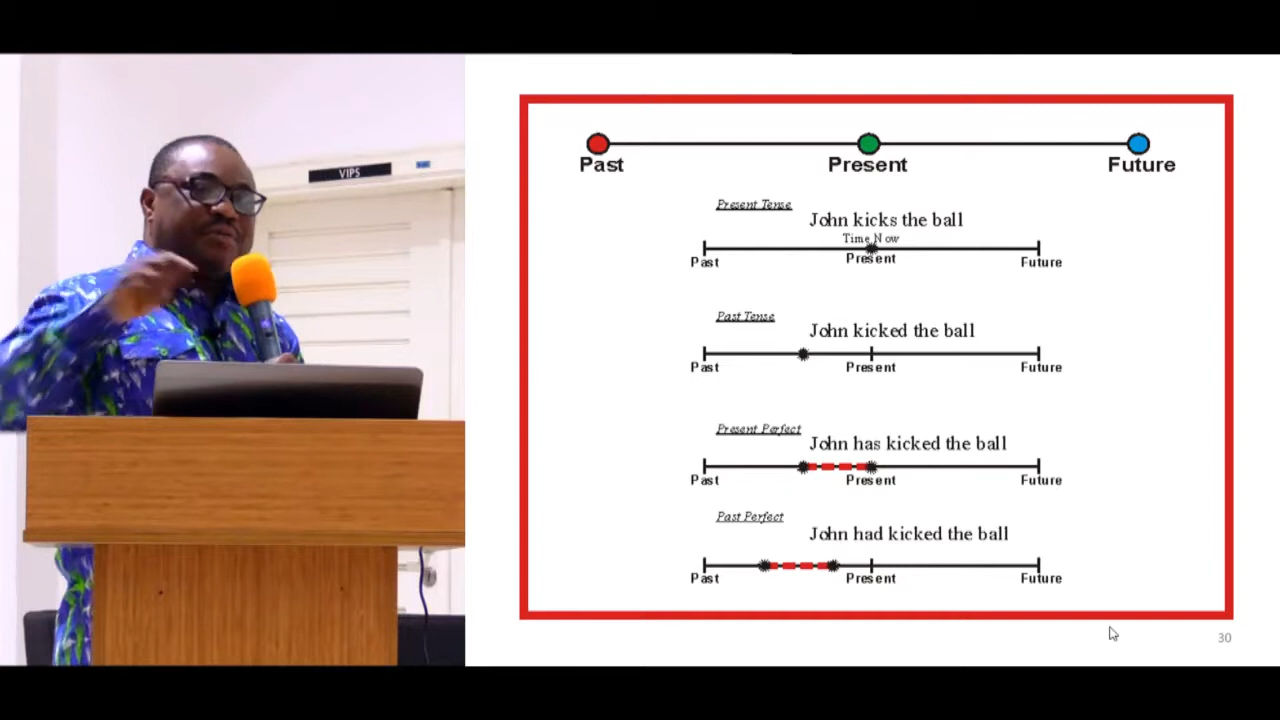 VIPS
Past Present Future
Present Tense
John kicks the ball
Time Now
Past Present Future
Past Tense
John kicked the ball
Past Present Future
Present Perfect
John has kicked the ball
Past Present Future
Past Perfect
John had kicked the ball
Past Present Future
30